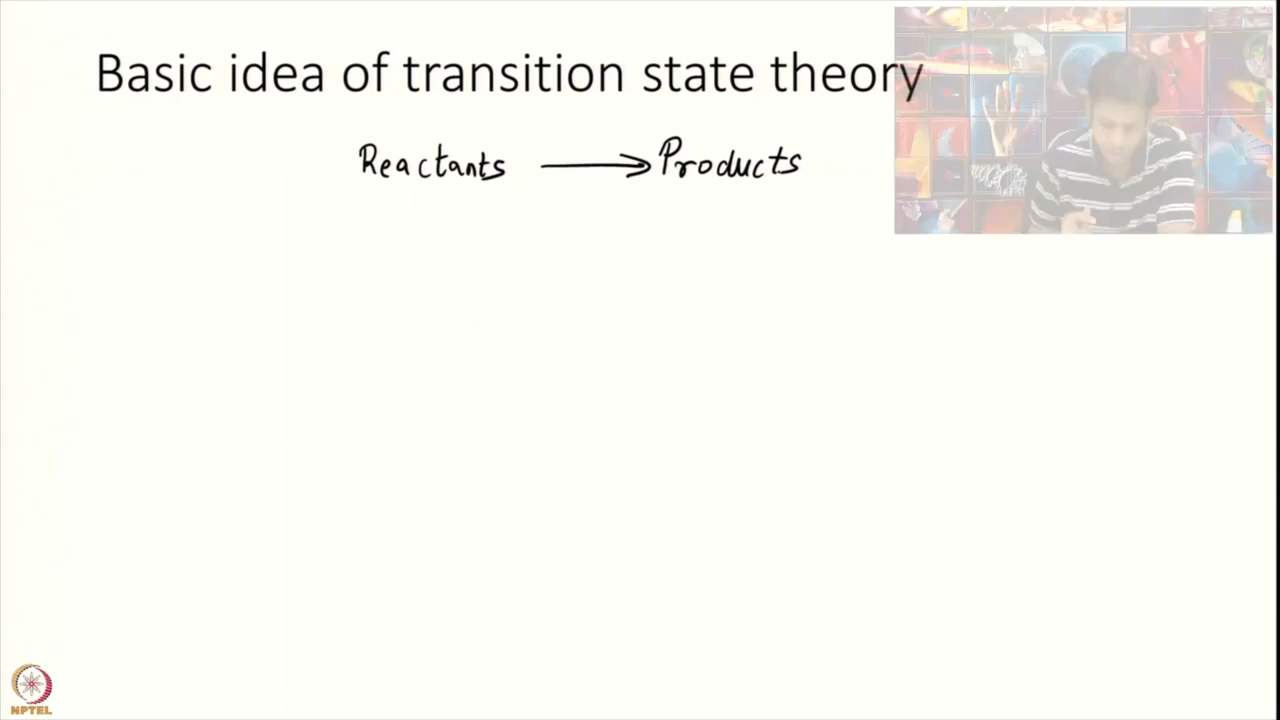 Basic idea of transition state theory
Reactants ⟶ Products
NPTEL